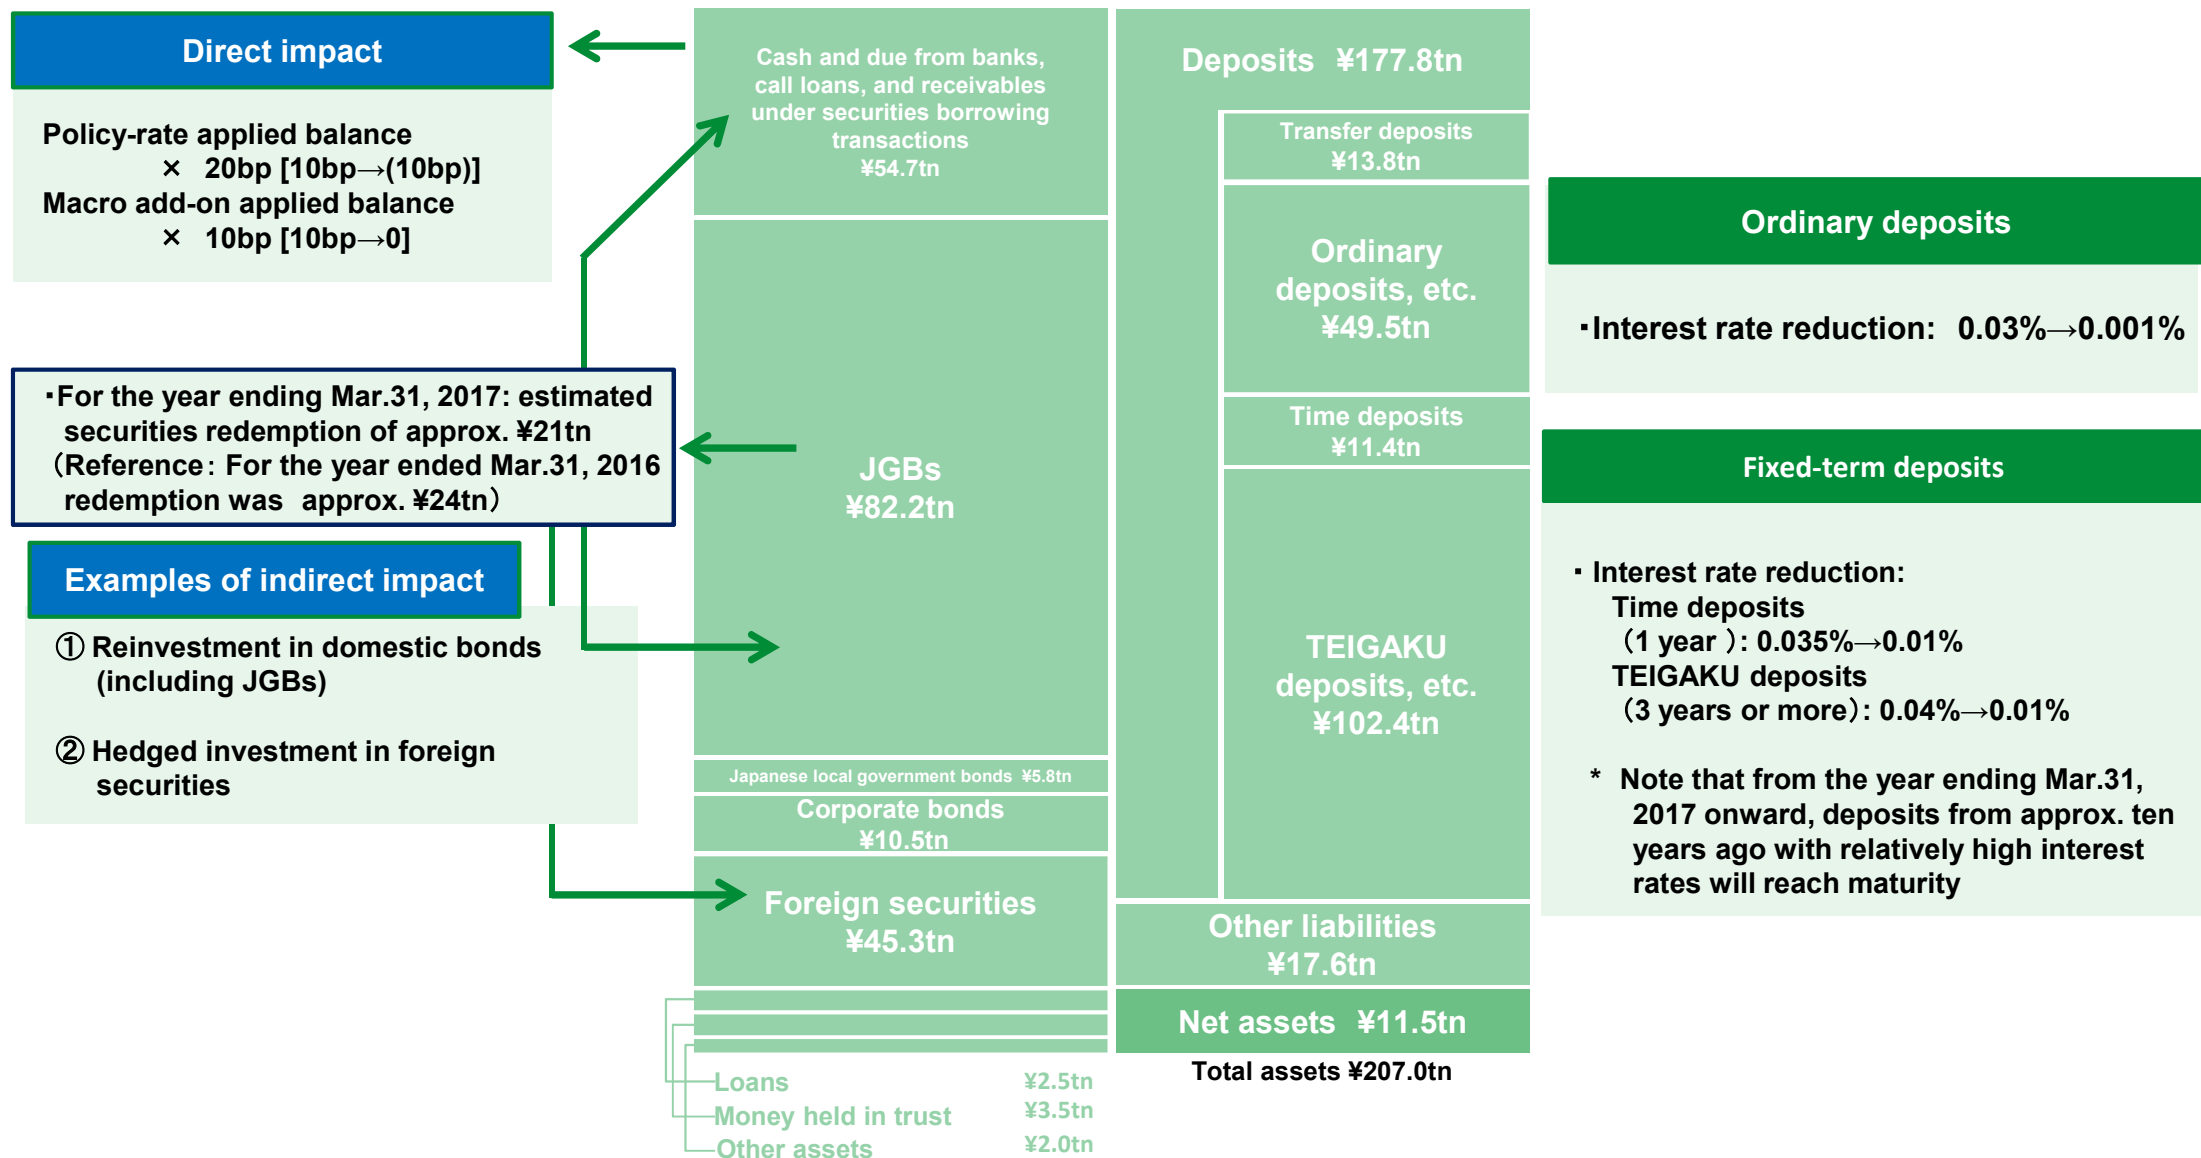 Direct impact
Policy-rate applied balance
× 20bp [10bp→(10bp)]
Macro add-on applied balance
× 10bp [10bp→0]
▪For the year ending Mar.31, 2017: estimated
securities redemption of approx. ¥21tn
（Reference：For the year ended Mar.31, 2016
redemption was approx. ¥24tn）
Examples of indirect impact
① Reinvestment in domestic bonds
(including JGBs)
② Hedged investment in foreign
securities
Cash and due from banks,
call loans, and receivables
under securities borrowing
transactions
¥54.7tn
JGBs
¥82.2tn
Japanese local government bonds ¥5.8tn
Corporate bonds
¥10.5tn
Foreign securities
¥45.3tn
Loans ¥2.5tn
Money held in trust ¥3.5tn
Other assets ¥2.0tn
Deposits ¥177.8tn
Transfer deposits
¥13.8tn
Ordinary
deposits, etc.
¥49.5tn
Time deposits
¥11.4tn
TEIGAKU
deposits, etc.
¥102.4tn
Other liabilities
¥17.6tn
Net assets ¥11.5tn
Total assets ¥207.0tn
Ordinary deposits
▪Interest rate reduction: 0.03%→0.001%
Fixed-term deposits
▪ Interest rate reduction:
Time deposits
（1 year ）: 0.035%→0.01%
TEIGAKU deposits
（3 years or more）: 0.04%→0.01%
* Note that from the year ending Mar.31,
2017 onward, deposits from approx. ten
years ago with relatively high interest
rates will reach maturity